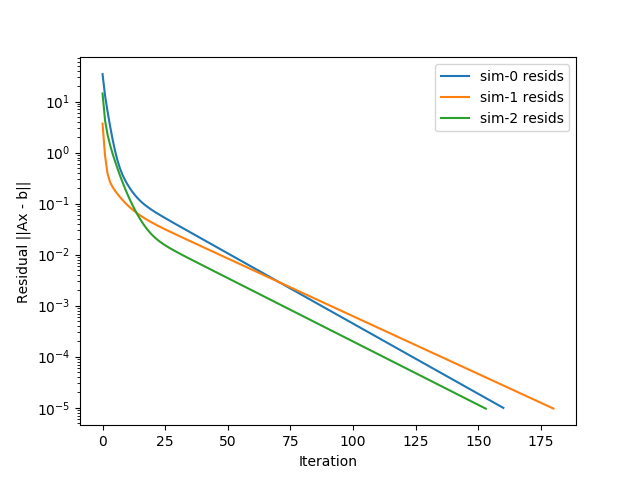 sim-0 resids
sim-1 resids
sim-2 resids
10¹
10⁰
10⁻¹
10⁻²
10⁻³
10⁻⁴
10⁻⁵
Residual ||Ax - b||
0 25 50 75 100 125 150 175
Iteration